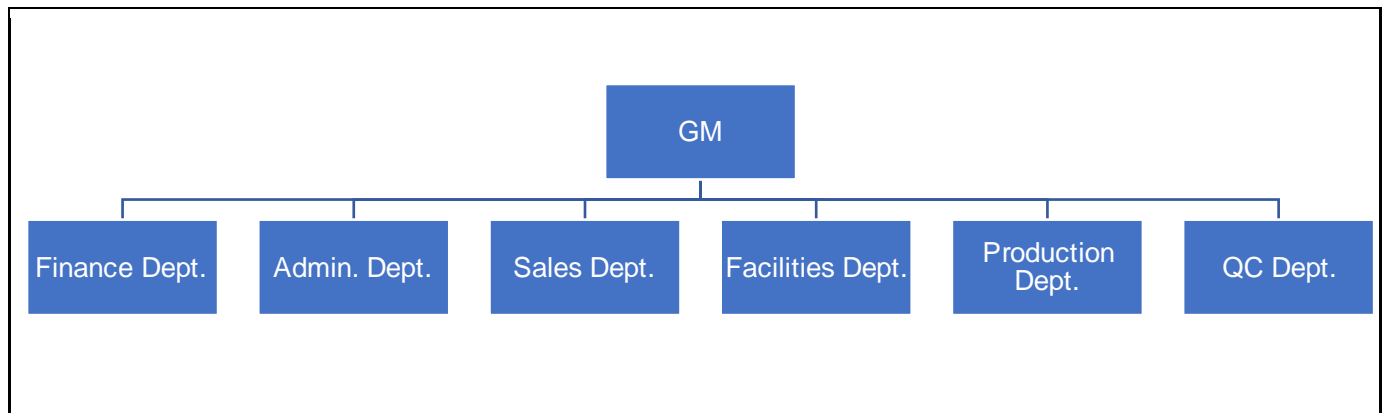 GM
Finance Dept.
Admin. Dept.
Sales Dept.
Facilities Dept.
Production
Dept.
QC Dept.